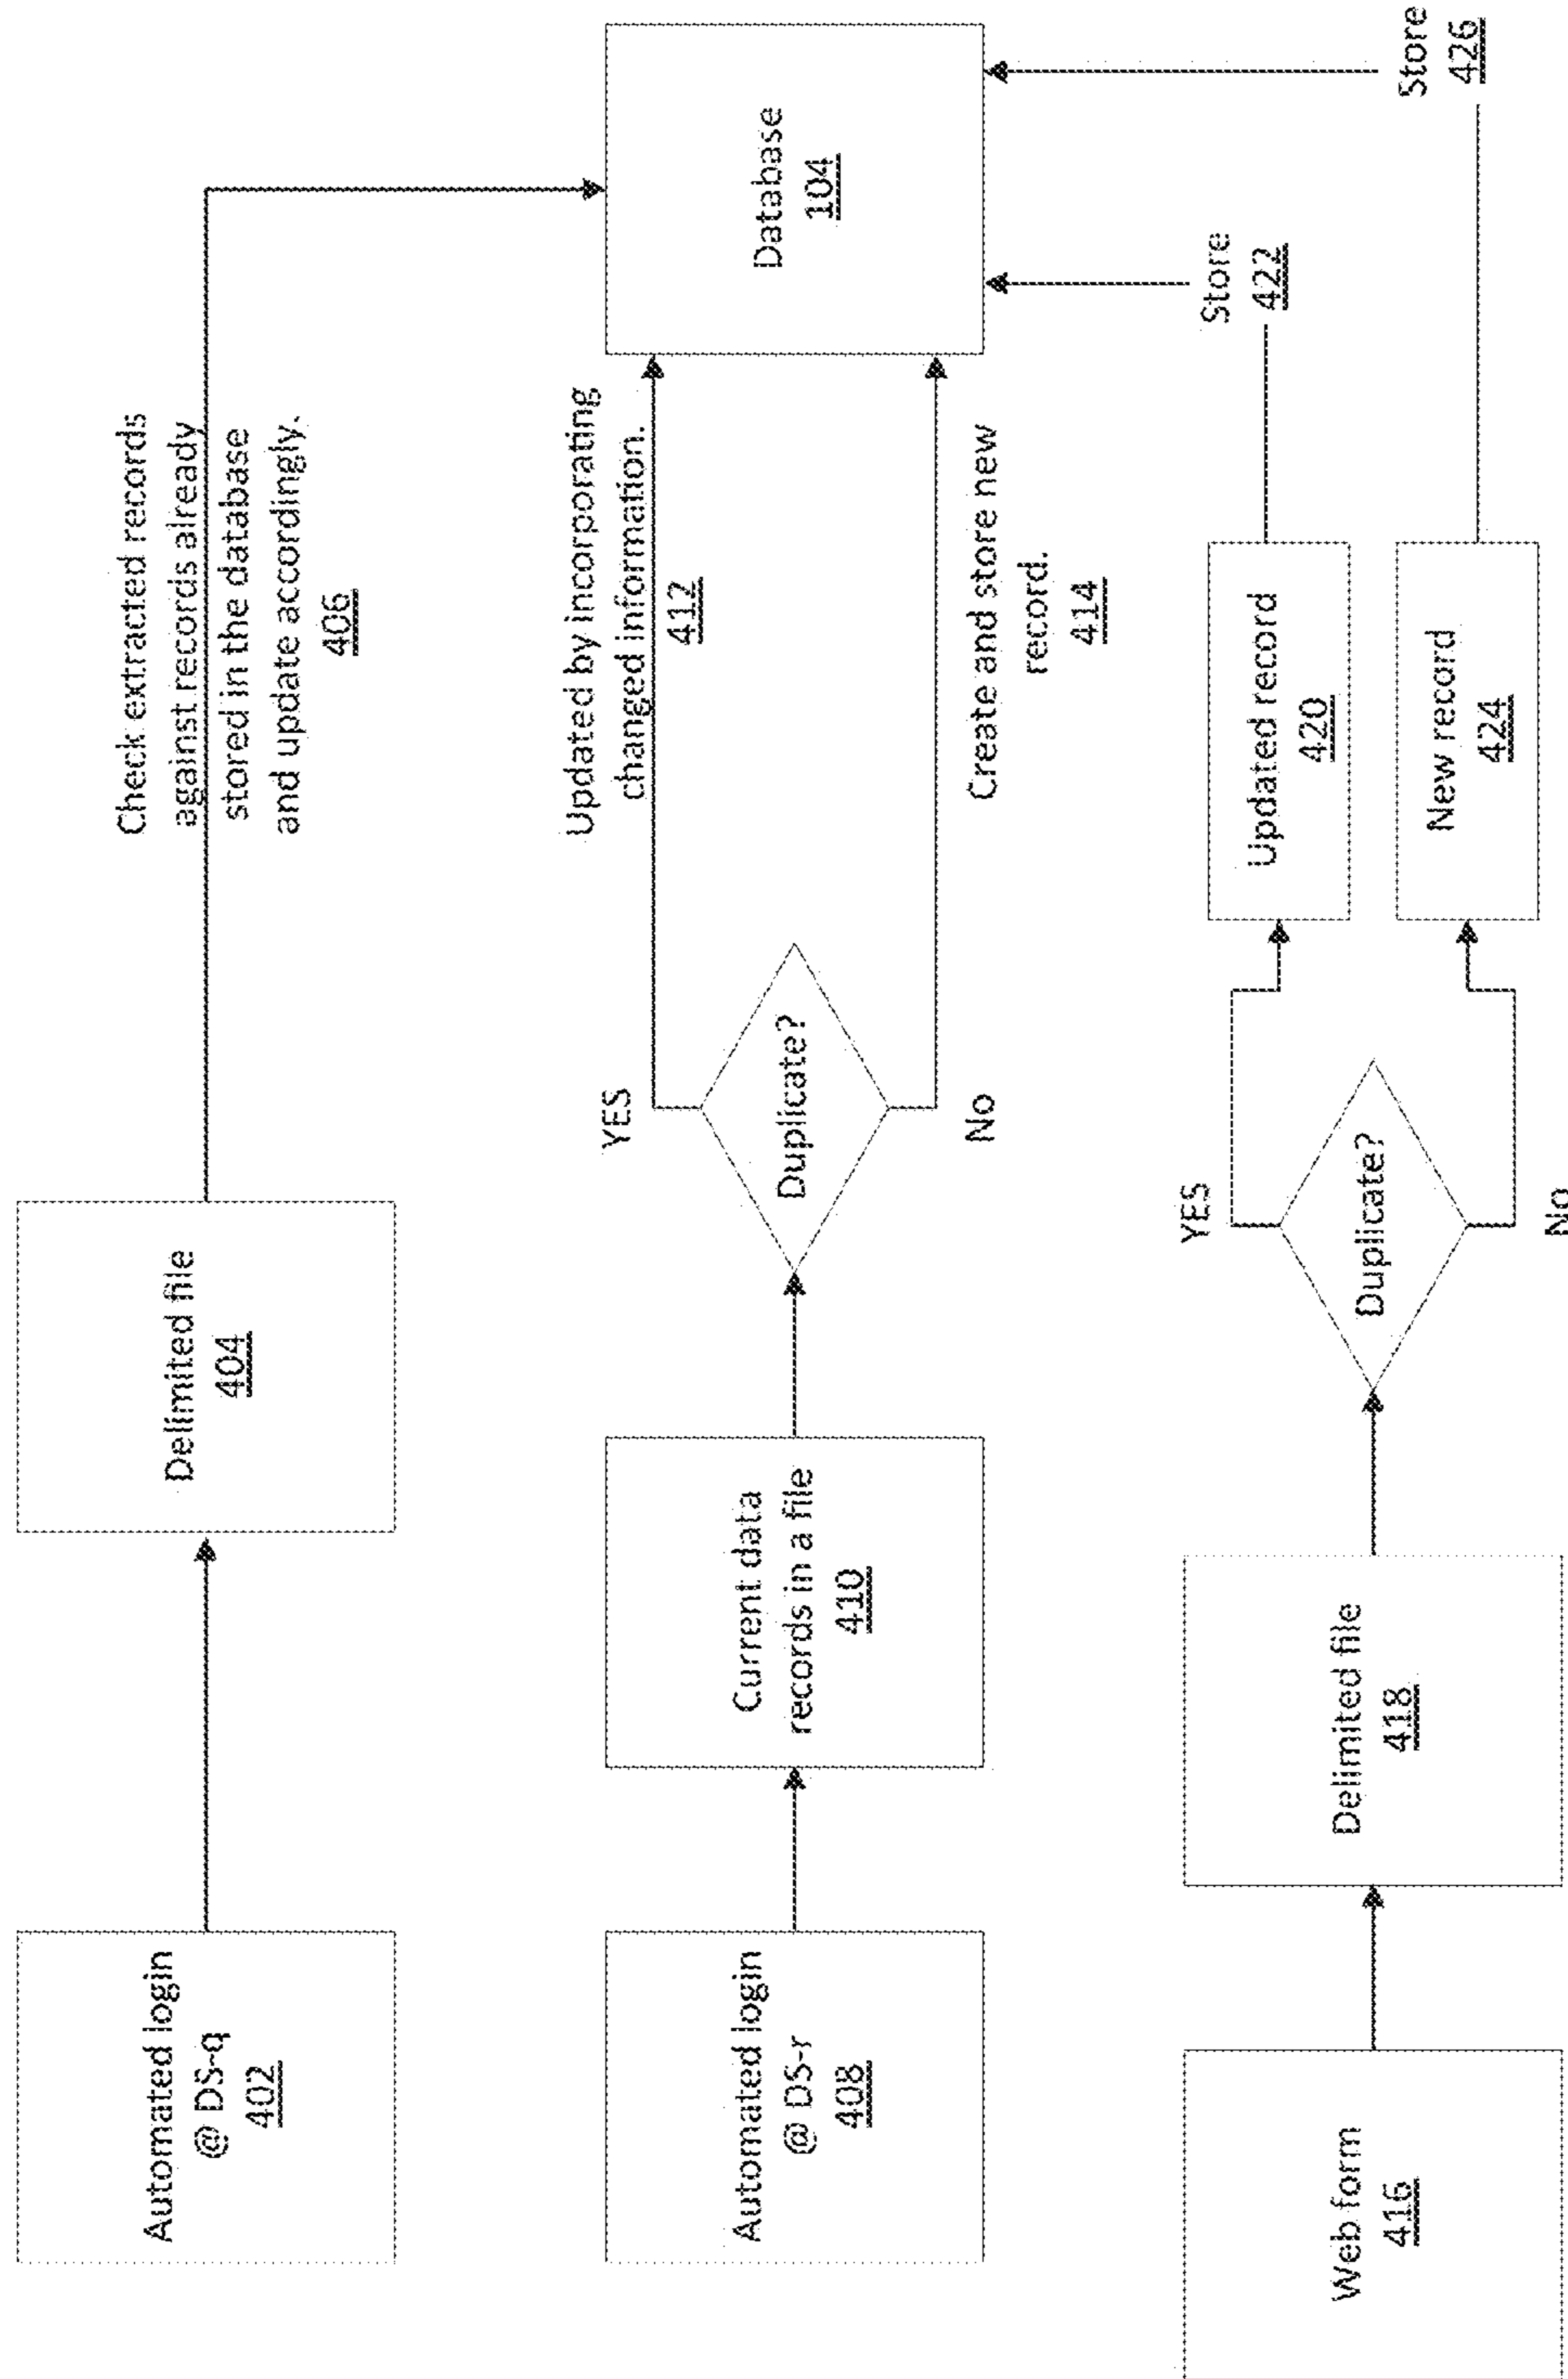 Automated login
@ DS-q
402
Delimited file
404
Check extracted records
against records already
stored in the database
and update accordingly.
406
Automated login
@ DS-r
408
Current data
records in a file
410
Duplicate?
YES
No
Updated by incorporating
changed information.
412
Create and store new
record.
414
Database
104
Web form
416
Delimited file
418
Duplicate?
YES
No
Updated record
420
Store
422
New record
424
Store
426